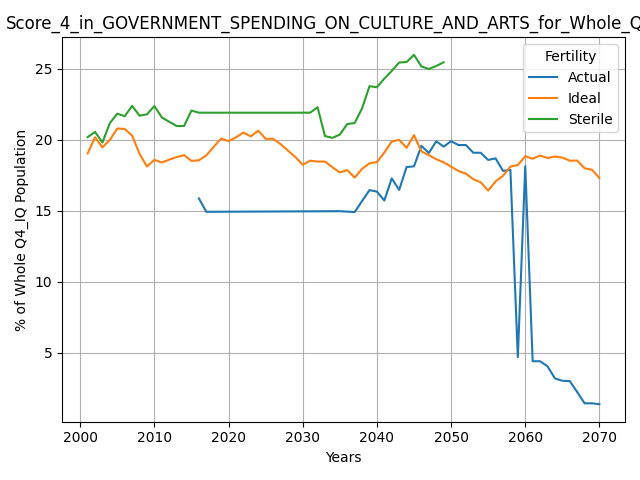 Score_4_in_GOVERNMENT_SPENDING_ON_CULTURE_AND_ARTS_for_Whole_Q
Fertility
Actual
Ideal
Sterile
% of Whole Q4_IQ Population
25
20
15
10
5
2000 2010 2020 2030 2040 2050 2060 2070
Years